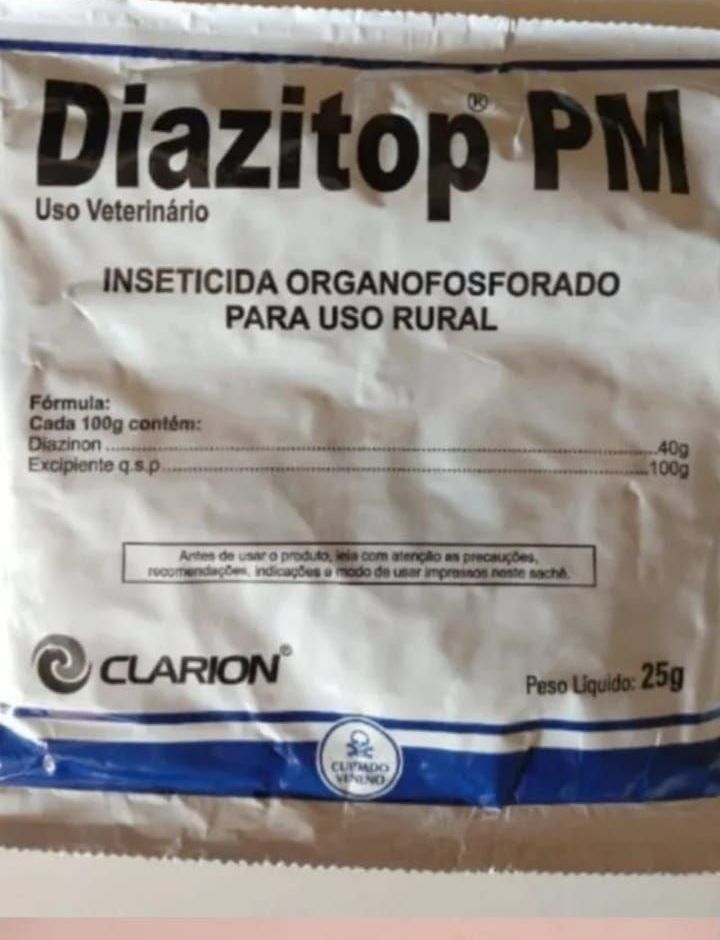 Diazitop® PM
Uso Veterinário
INSETICIDA ORGANOFOSFORADO
PARA USO RURAL
Fórmula:
Cada 100g contém:
Diazinon ........................................................40g
Excipiente q.s.p..................................................100g
Antes de usar o produto, leia com atenção as precauções,
recomendações, indicações e modo de usar impressos neste sachê.
CLARION®
Peso Líquido: 25g
CUIDADO
VENENO